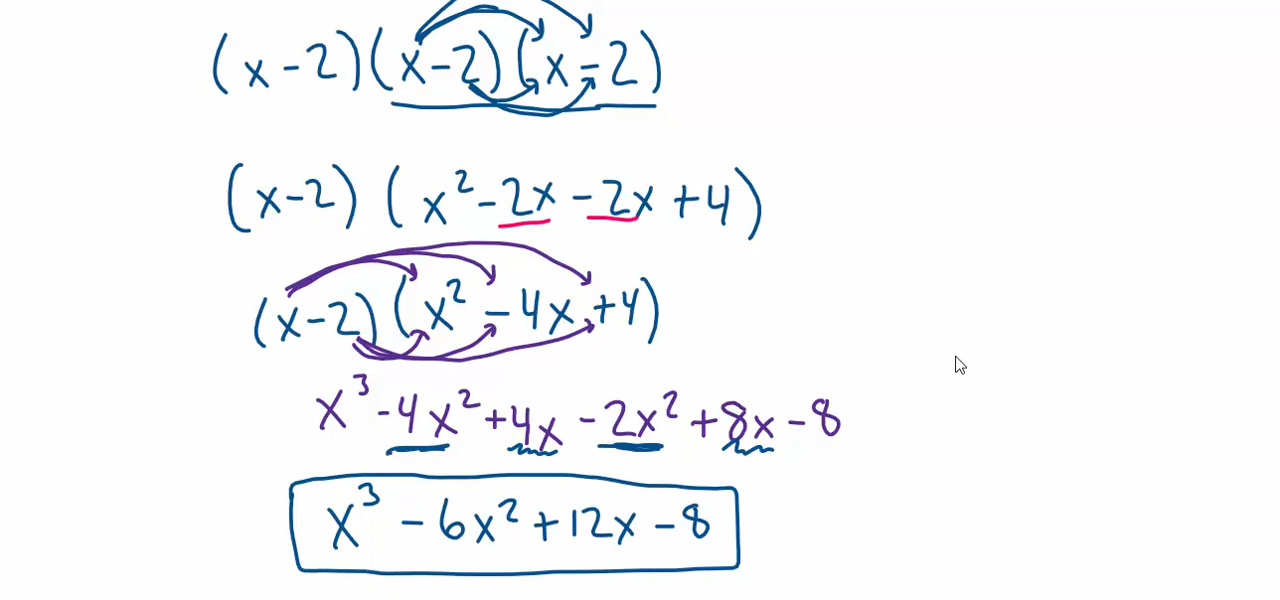 (x-2)(x-2)(x-2)
(x-2) (x²-2x-2x+4)
(x-2)(x²-4x+4)
x³-4x²+4x-2x²+8x-8
x³-6x²+12x-8